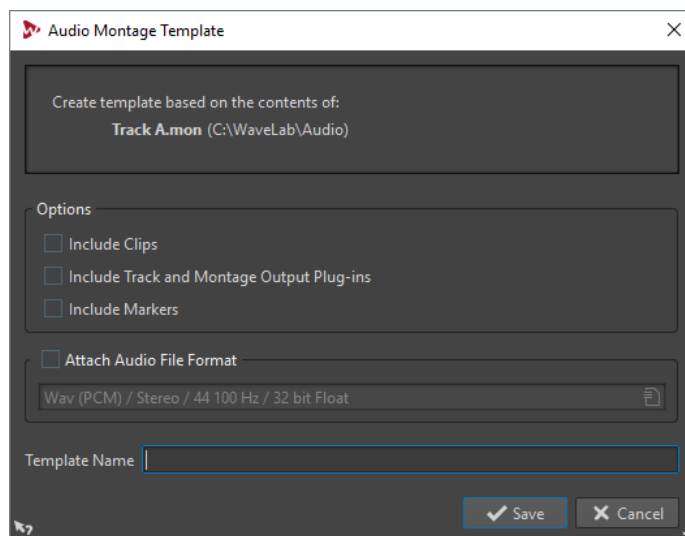 Audio Montage Template
Create template based on the contents of:
Track A.mon (C:\WaveLab\Audio)
Options
Include Clips
Include Track and Montage Output Plug-ins
Include Markers
Attach Audio File Format
Wav (PCM) / Stereo / 44 100 Hz / 32 bit Float
Template Name
Save Cancel